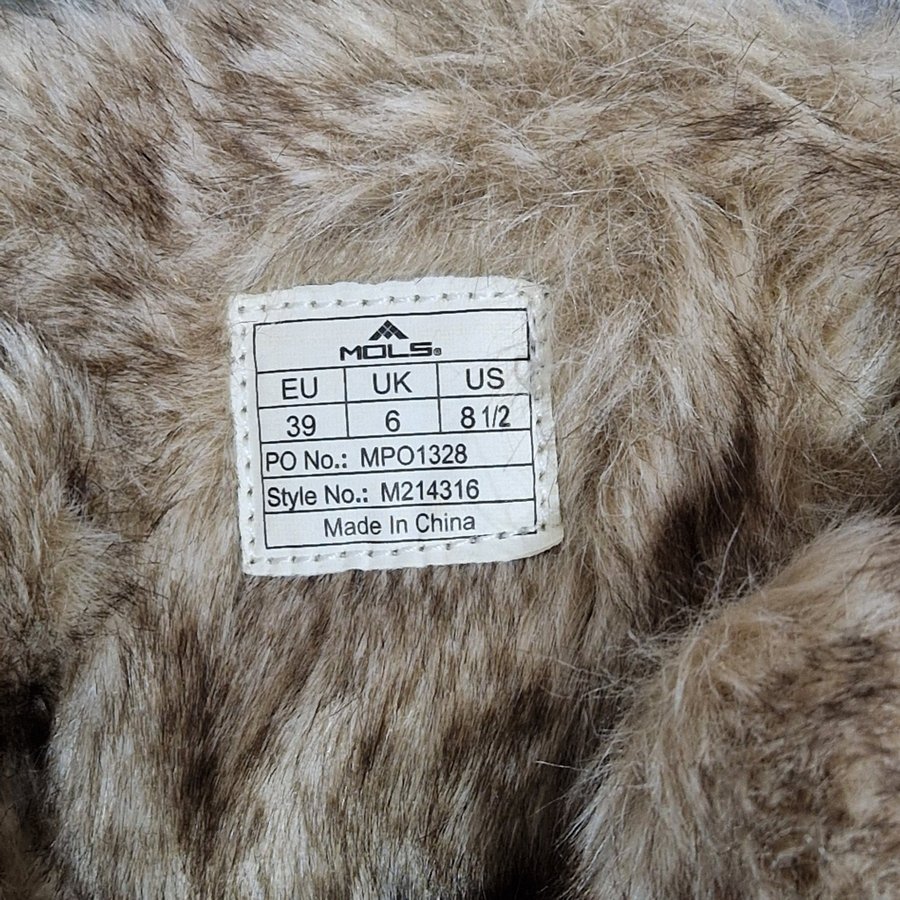 MOLS®
EU UK US
39 6 8 1/2
PO No.: MPO1328
Style No.: M214316
Made In China